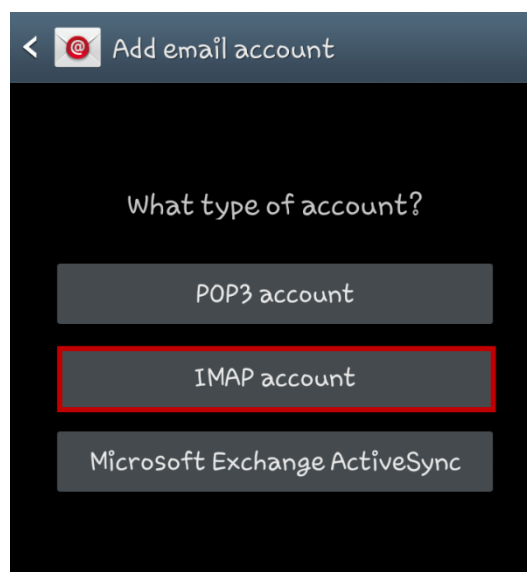 Add email account
What type of account?
POP3 account
IMAP account
Microsoft Exchange ActiveSync